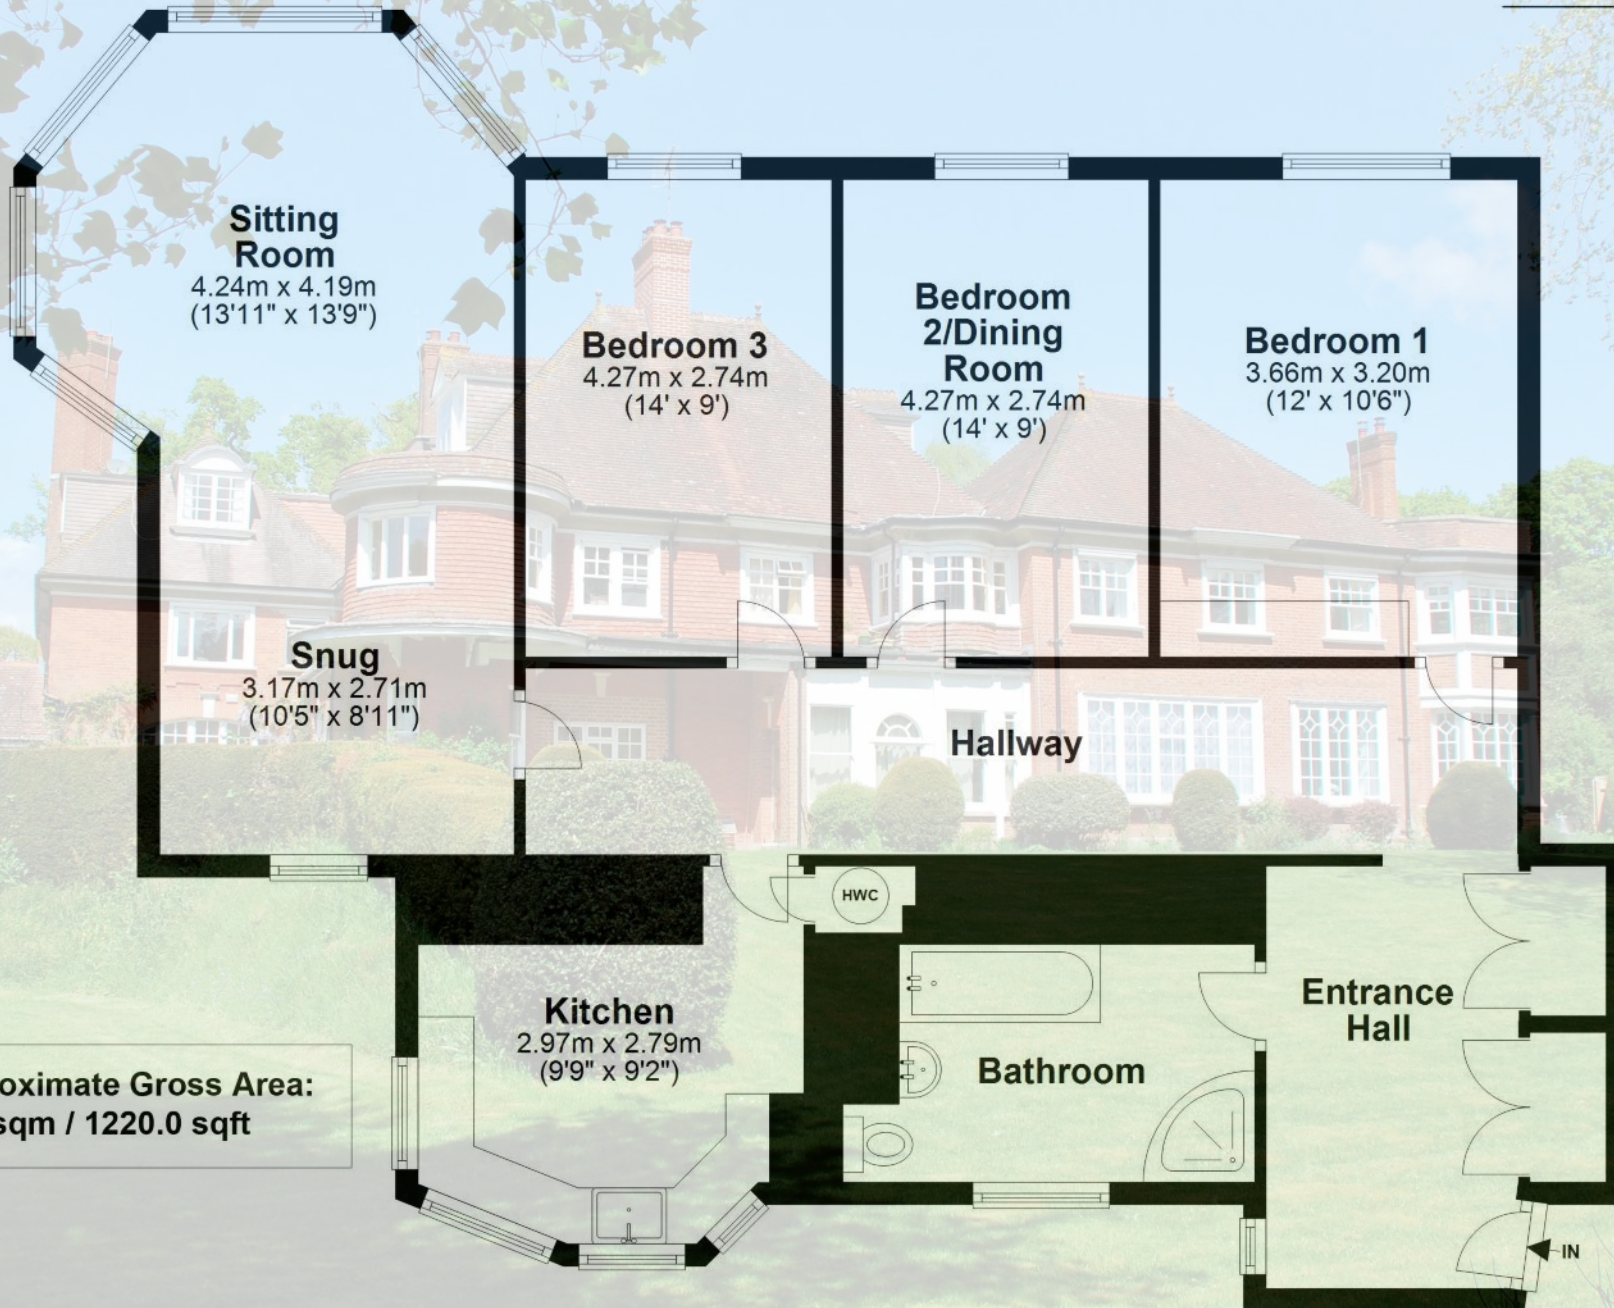 Sitting
Room
4.24m x 4.19m
(13'11" x 13'9")
Bedroom 3
4.27m x 2.74m
(14' x 9')
Bedroom
2/Dining
Room
4.27m x 2.74m
(14' x 9')
Bedroom 1
3.66m x 3.20m
(12' x 10'6")
Snug
3.17m x 2.71m
(10'5" x 8'11")
Hallway
HWC
Kitchen
2.97m x 2.79m
(9'9" x 9'2")
Bathroom
Entrance
Hall
Gross Area:
sqm / 1220.0 sqft
IN